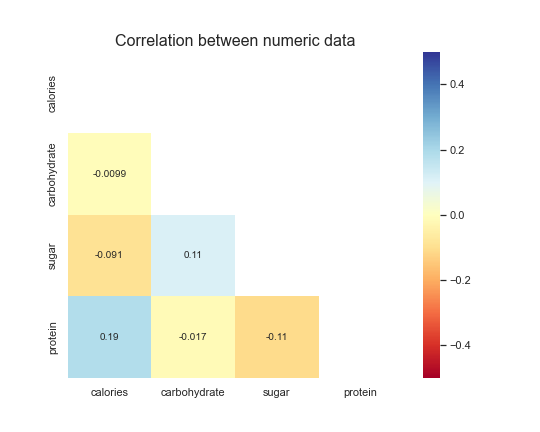 Correlation between numeric data
calories
carbohydrate
-0.0099
sugar
-0.091
0.11
protein
0.19
-0.017
-0.11
calories
carbohydrate
sugar
protein
0.4
0.2
0.0
−0.2
−0.4